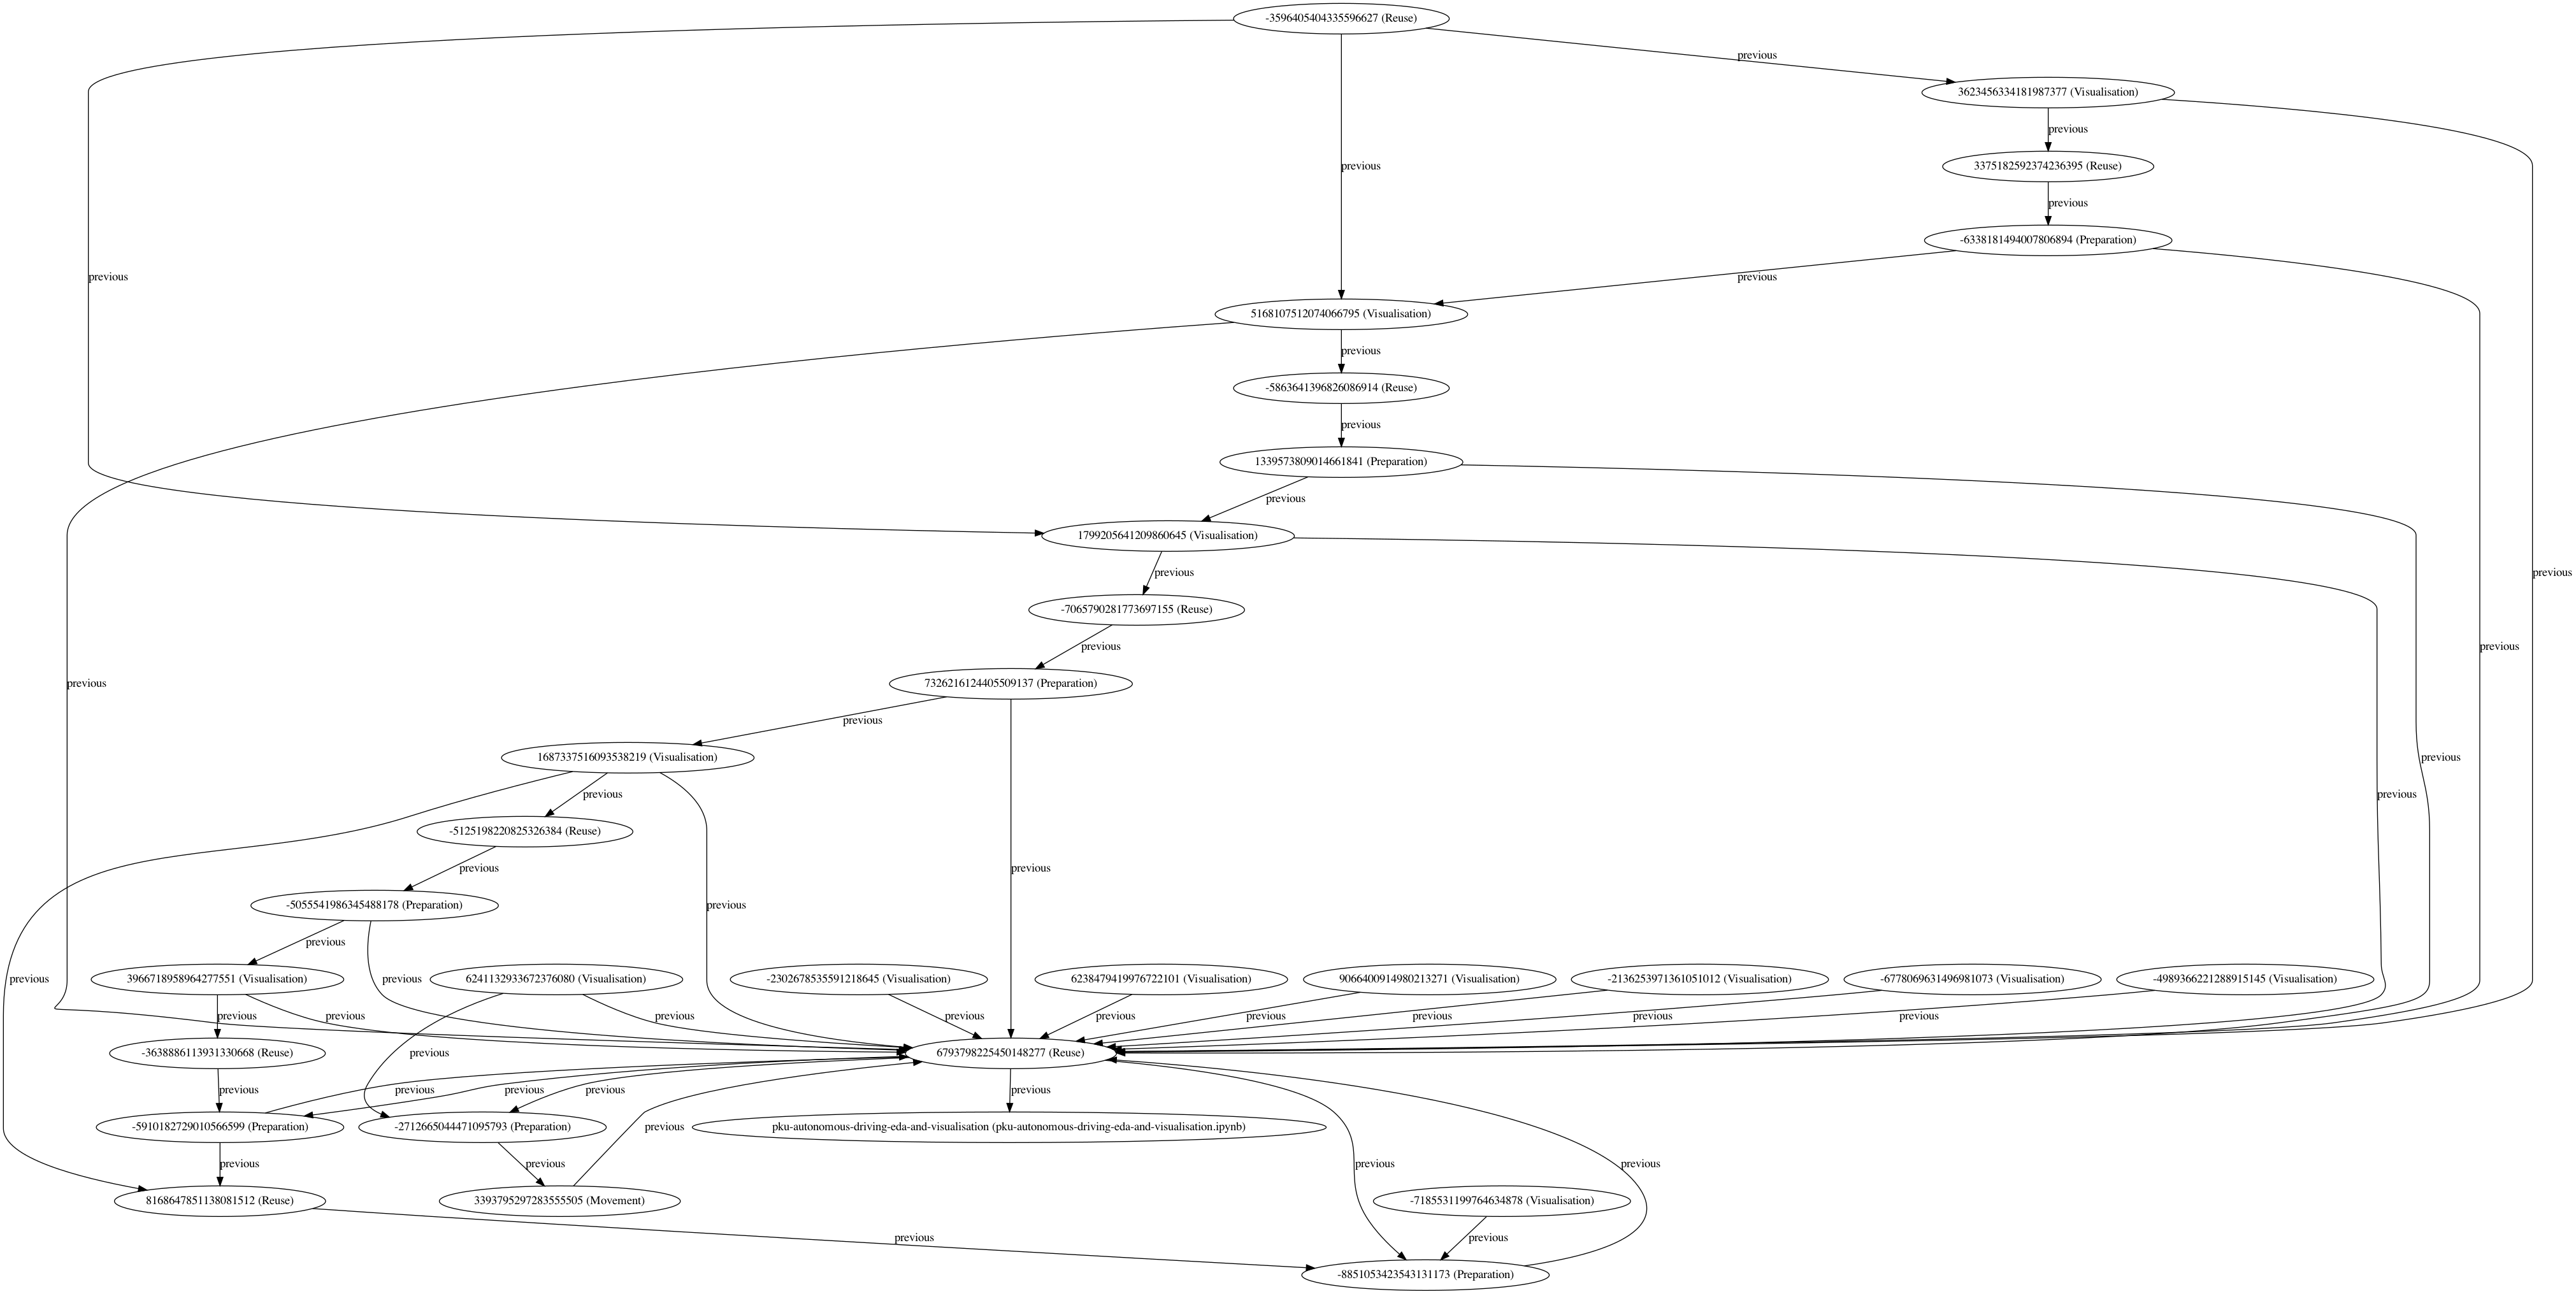 -3596405404335596627 (Reuse)
previous
3623456334181987377 (Visualisation)
previous
previous
3375182592374236395 (Reuse)
previous
-6338181494007806894 (Preparation)
previous
previous
5168107512074066795 (Visualisation)
previous
-5863641396826086914 (Reuse)
previous
1339573809014661841 (Preparation)
previous
1799205641209860645 (Visualisation)
previous
previous
-7065790281773697155 (Reuse)
previous
previous
7326216124405509137 (Preparation)
previous
previous
1687337516093538219 (Visualisation)
previous
previous
previous
-5125198220825326384 (Reuse)
previous
previous
-5055541986345488178 (Preparation)
previous
previous
previous
previous
3966718958964277551 (Visualisation)
6241132933672376080 (Visualisation)
-2302678535591218645 (Visualisation)
6238479419976722101 (Visualisation)
9066400914980213271 (Visualisation)
-2136253971361051012 (Visualisation)
-6778069631496981073 (Visualisation)
-4989366221288915145 (Visualisation)
previous
previous
previous
previous
previous
previous
previous
previous
previous
-3638886113931330668 (Reuse)
previous
6793798225450148277 (Reuse)
previous
previous
previous
previous
previous
-5910182729010566599 (Preparation)
-2712665044471095793 (Preparation)
previous
pku-autonomous-driving-eda-and-visualisation (pku-autonomous-driving-eda-and-visualisation.ipynb)
previous
previous
previous
previous
8168647851138081512 (Reuse)
3393795297283555505 (Movement)
-7185531199764634878 (Visualisation)
previous
previous
-8851053423543131173 (Preparation)